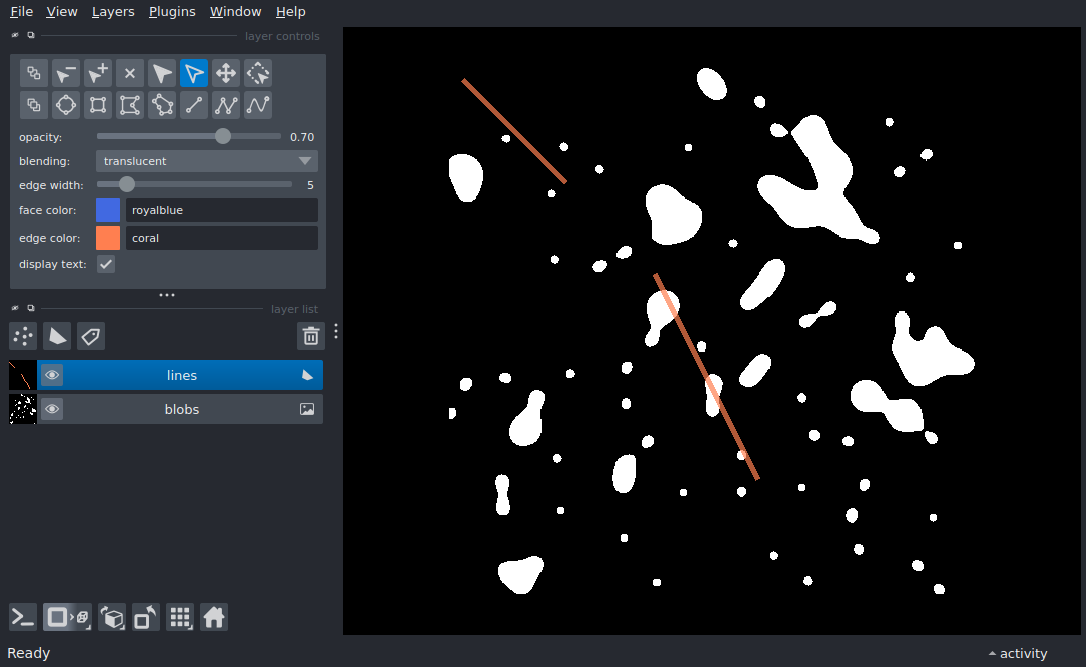 File View Layers Plugins Window Help
layer controls
opacity: 0.70
blending: translucent
edge width: 5
face color: royalblue
edge color: coral
display text:
layer list
lines
blobs
Ready activity